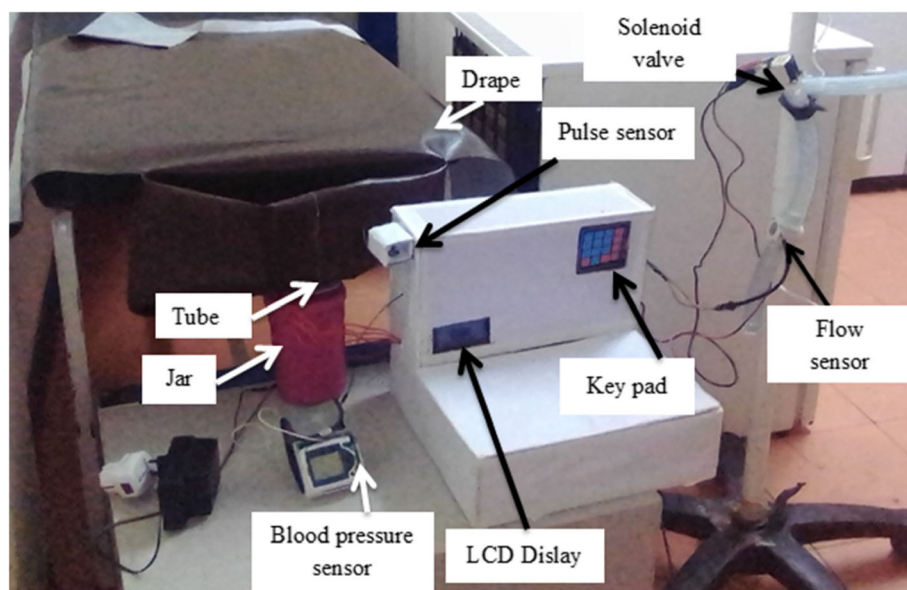 Solenoid
valve
Drape
Pulse sensor
Tube
Jar
Flow
sensor
Key pad
Blood pressure
sensor
LCD Dislay